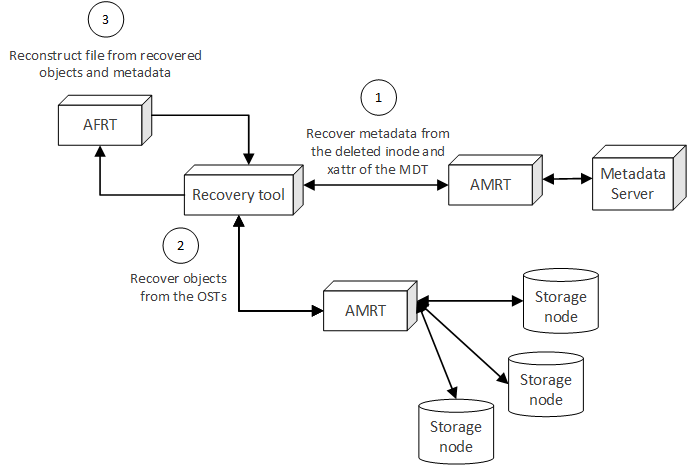 3
Reconstruct file from recovered
objects and metadata
AFRT
1
Recover metadata from
the deleted inode and
xattr of the MDT
AMRT
Metadata
Server
Recovery tool
2
Recover objects
from the OSTs
AMRT
Storage
node
Storage
node
Storage
node